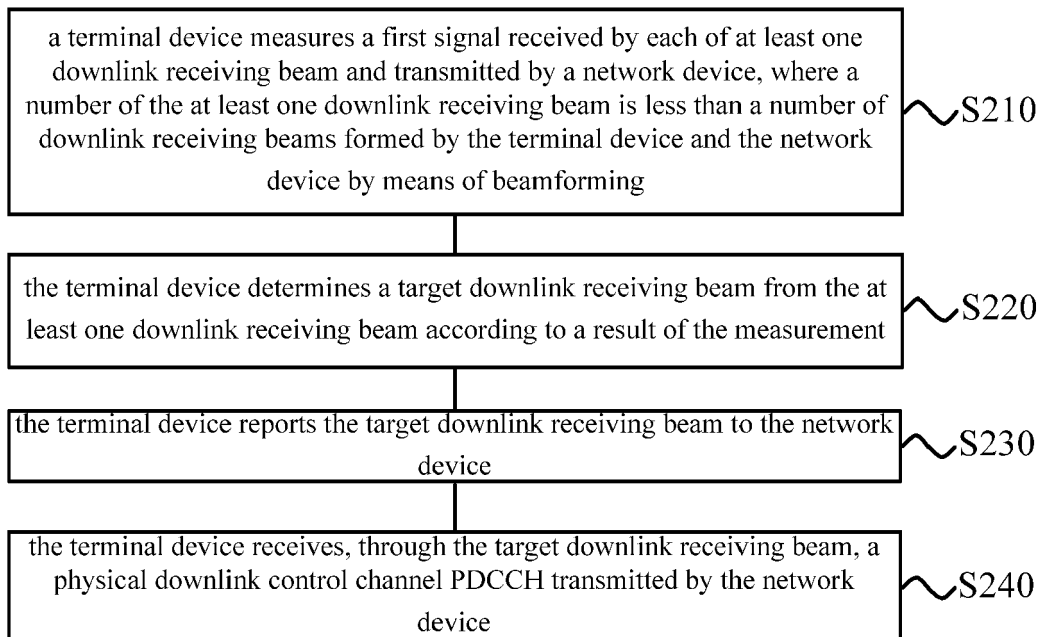 a terminal device measures a first signal received by each of at least one
downlink receiving beam and transmitted by a network device, where a
number of the at least one downlink receiving beam is less than a number of
downlink receiving beams formed by the terminal device and the network
device by means of beamforming
S210
the terminal device determines a target downlink receiving beam from the at
least one downlink receiving beam according to a result of the measurement
S220
the terminal device reports the target downlink receiving beam to the network
device
S230
the terminal device receives, through the target downlink receiving beam, a
physical downlink control channel PDCCH transmitted by the network
device
S240